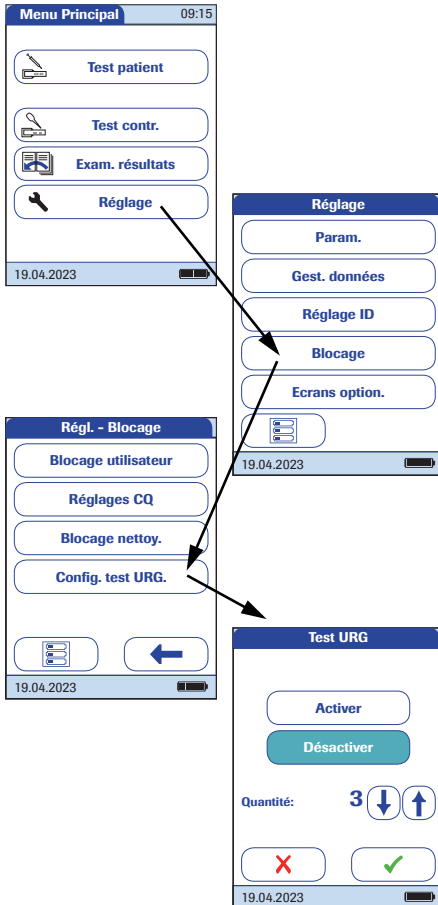 Menu Principal 09:15
Test patient
Test contr.
Exam. résultats
Réglage
19.04.2023
Réglage
Param.
Gest. données
Réglage ID
Blocage
Ecrans option.
19.04.2023
Régl. - Blocage
Blocage utilisateur
Réglages CQ
Blocage nettoy.
Config. test URG.
19.04.2023
Test URG
Activer
Désactiver
Quantité: 3
19.04.2023